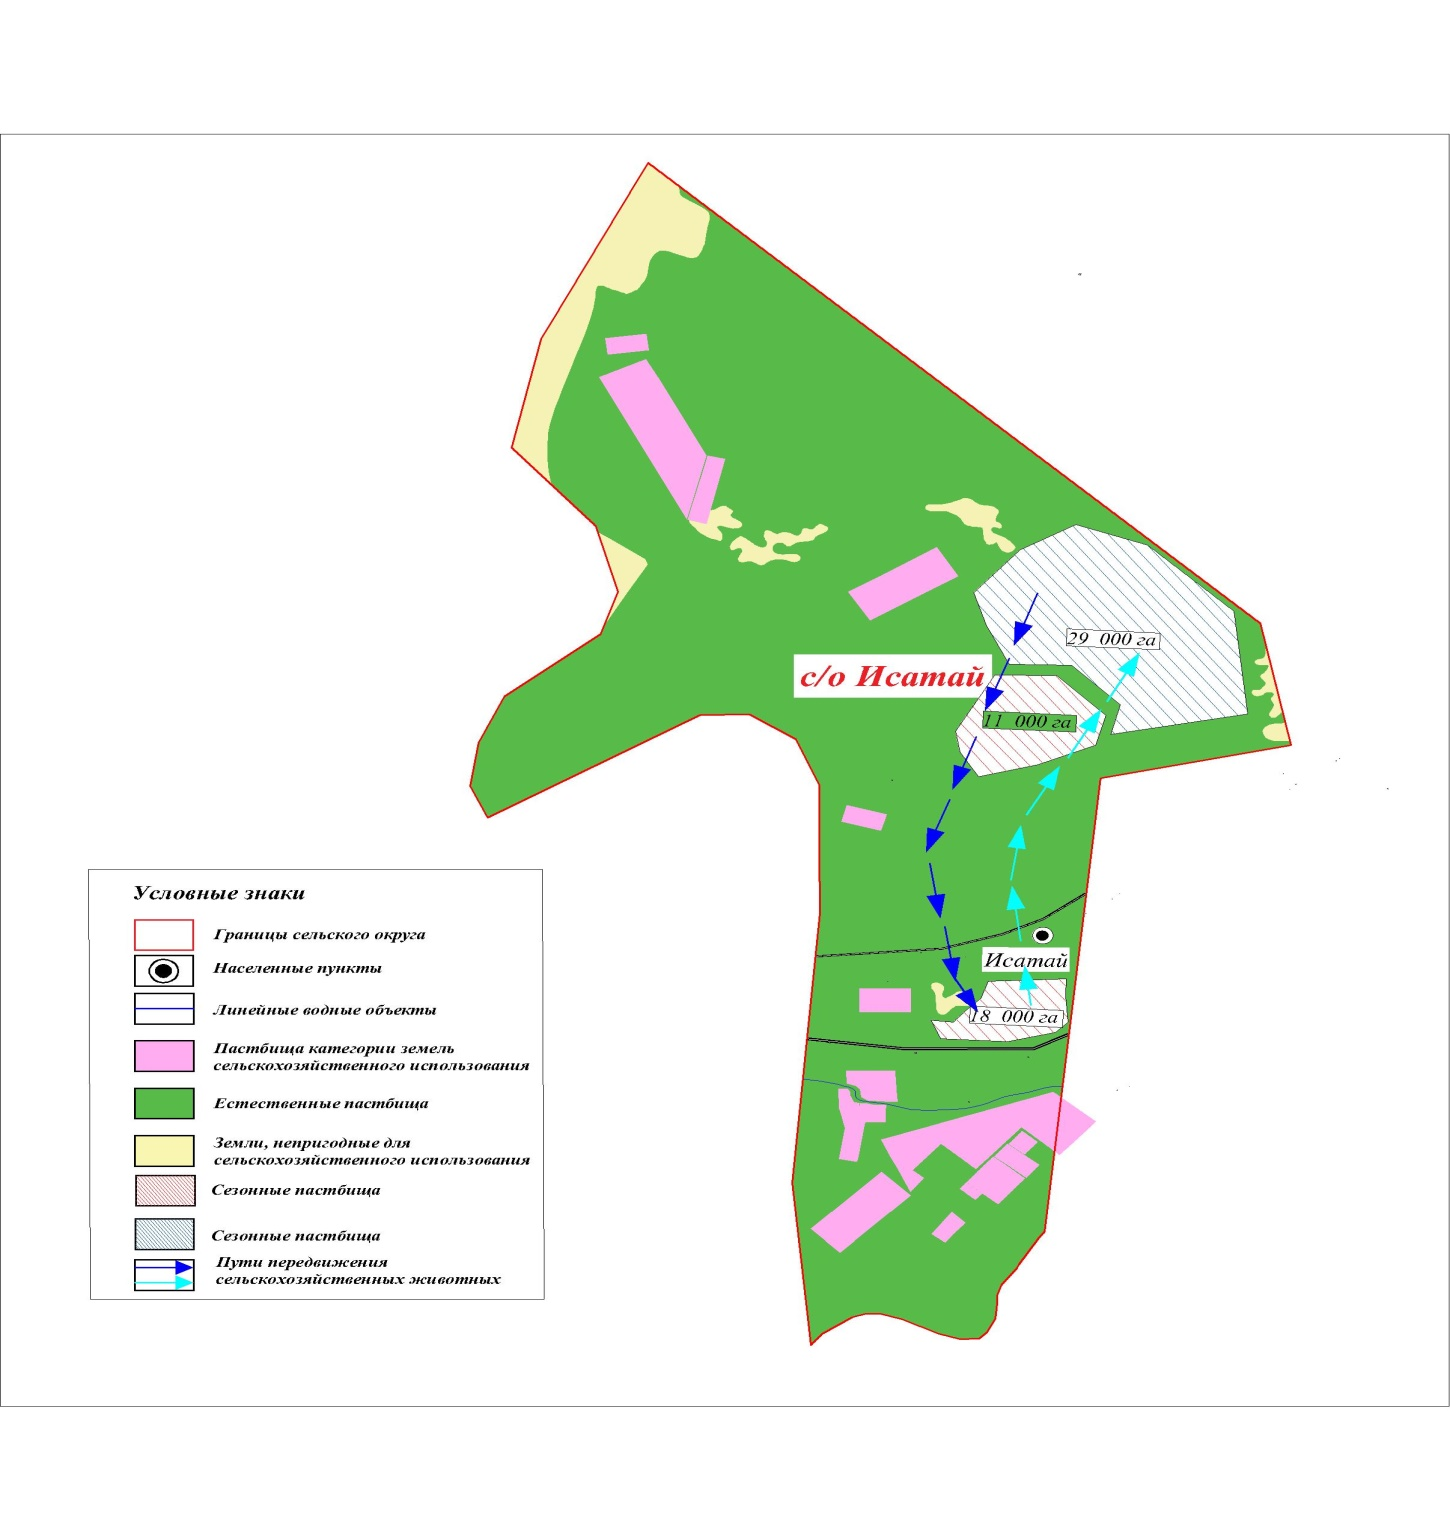 29 000 га
с/о Исатай
11 000 га
Исатай
18 000 га
Условные знаки
Границы сельского округа
Населенные пункты
Линейные водные объекты
Пастбища категории земель
сельскохозяйственного использования
Естественные пастбища
Земли, непригодные для
сельскохозяйственного использования
Сезонные пастбища
Сезонные пастбища
Пути передвижения
сельскохозяйственных животных